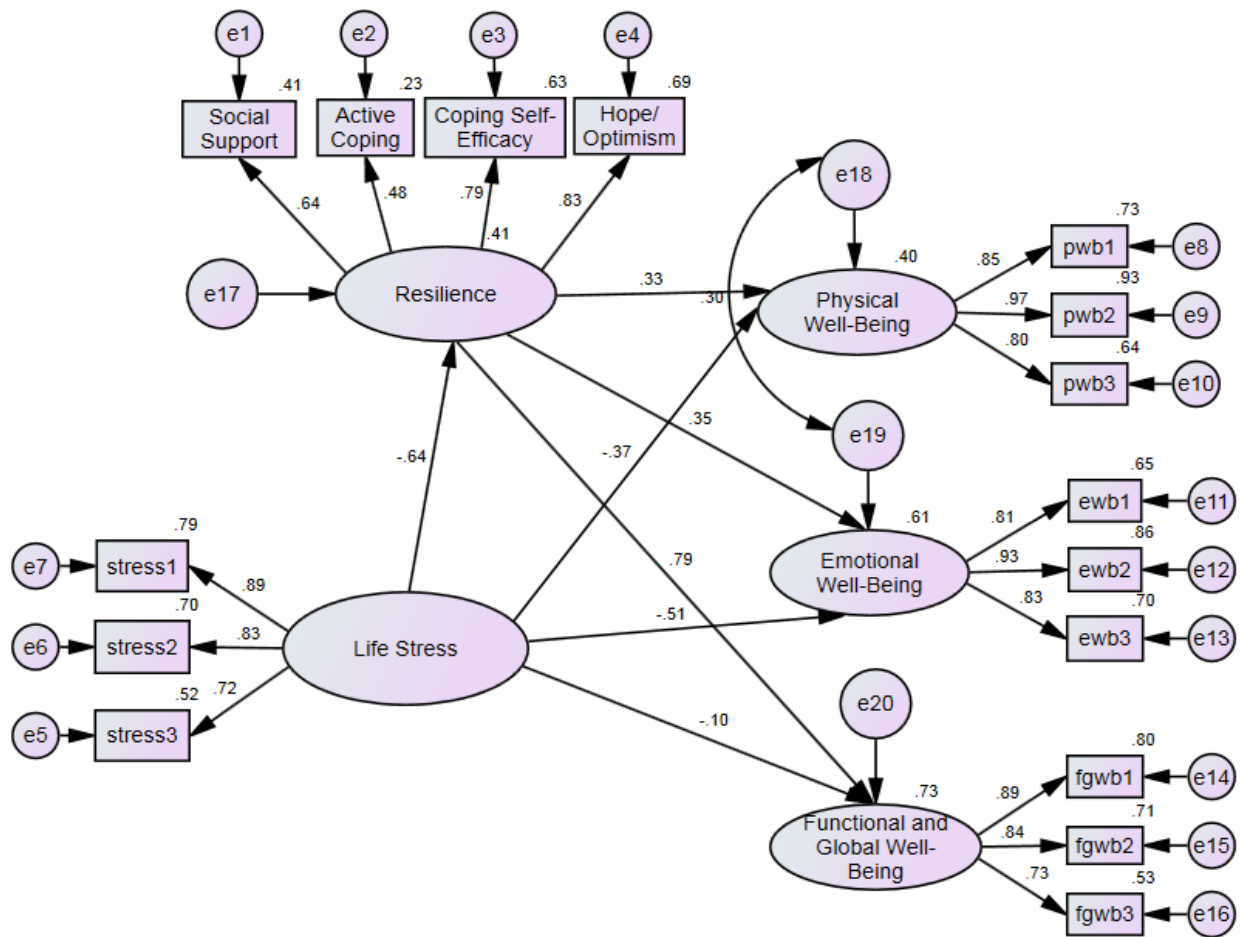 e1
e2
e3
e4
.41
.23
.63
.69
Social
Support
Active
Coping
Coping Self-
Efficacy
Hope/
Optimism
.64
.48
.79
.83
.41
e17
Resilience
.33
.30
e18
.40
Physical
Well-Being
.85
.97
.80
.73
pwb1
e8
.93
pwb2
e9
.64
pwb3
e10
-.64
-.37
.35
.79
e19
.61
Emotional
Well-Being
.81
.93
.83
.65
ewb1
e11
.86
ewb2
e12
.70
ewb3
e13
.79
e7
stress1
.89
.70
e6
stress2
.83
.52
.72
e5
stress3
Life Stress
-.51
-.10
e20
.73
Functional and
Global Well-
Being
.89
.84
.73
.80
fgwb1
e14
.71
fgwb2
e15
.53
fgwb3
e16